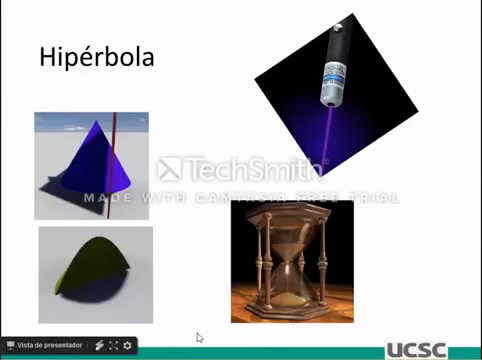 Hipérbola
TechSmith
MADE WITH CAMTASIA FREE TRIAL
Vista de presentador
UCSC